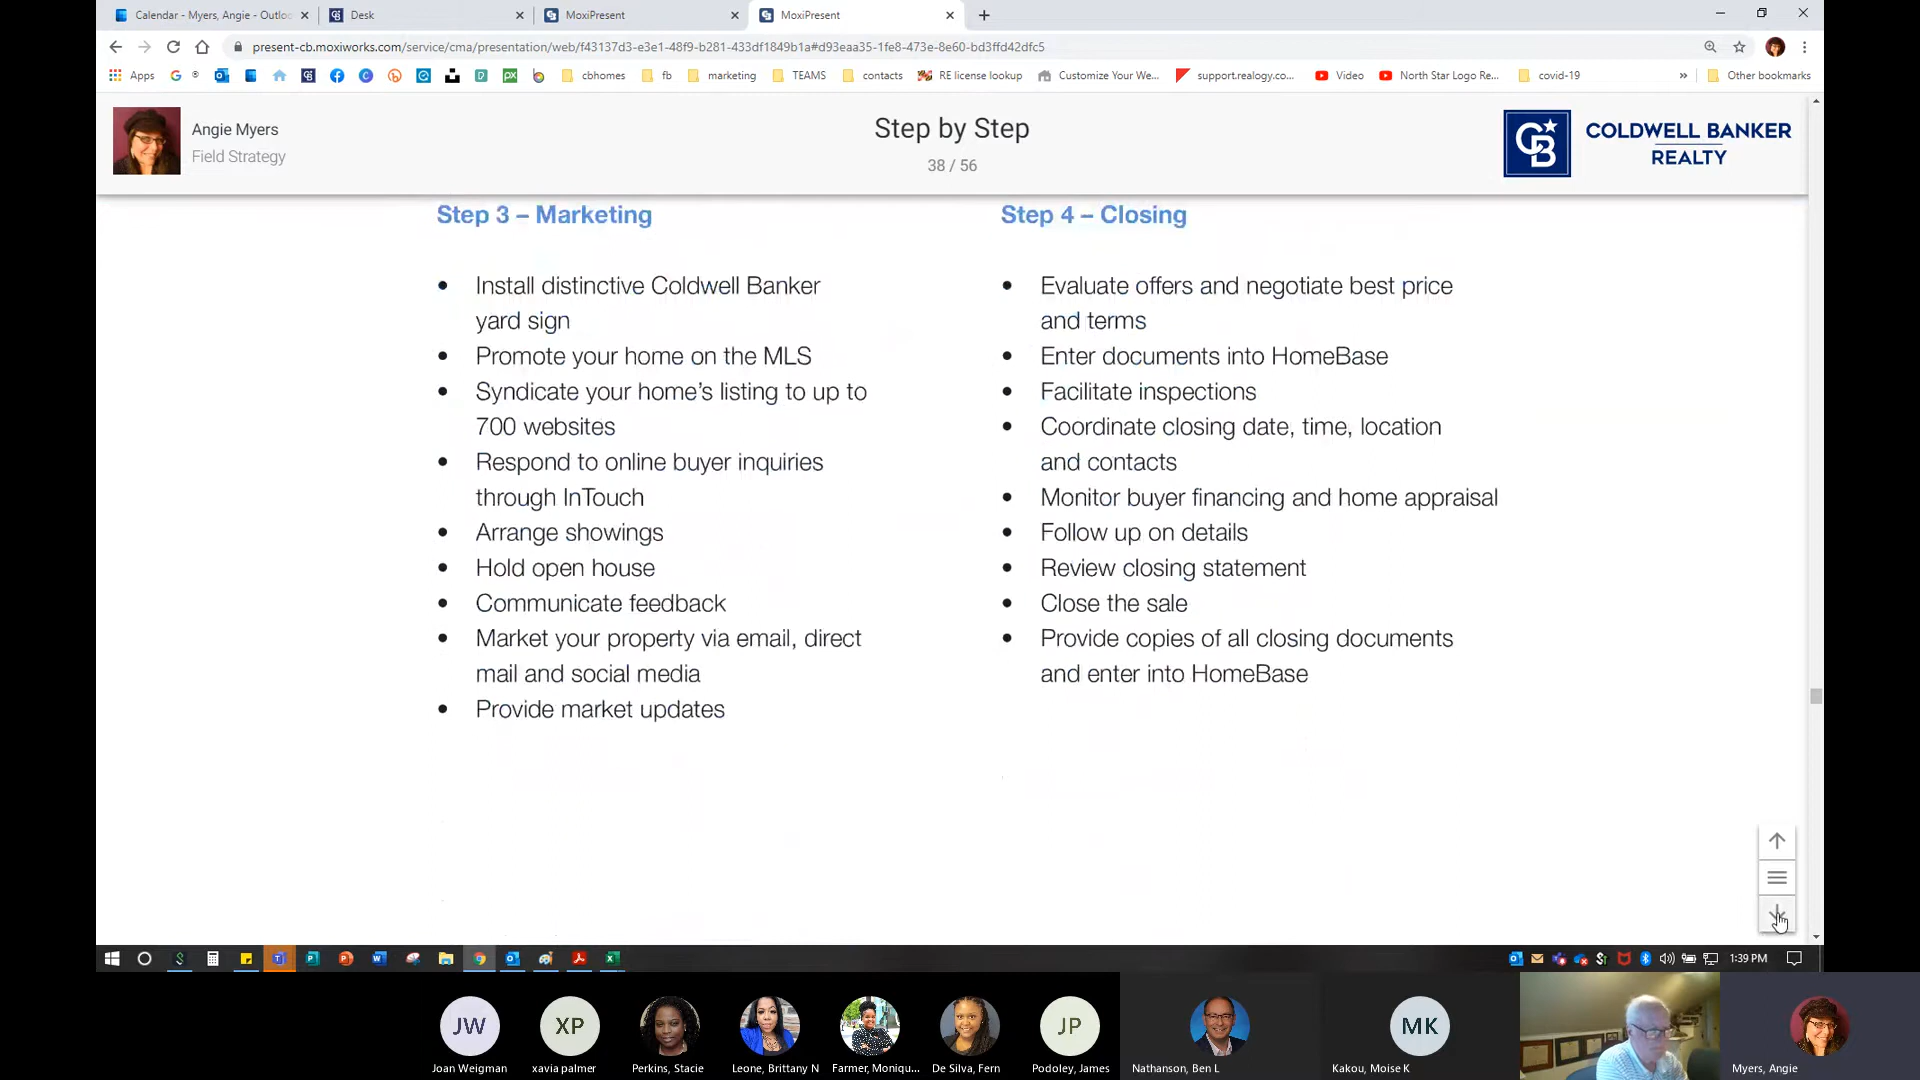 Calendar - Myers, Angie - Outloo
Desk
MoxiPresent
MoxiPresent
present-cb.moxiworks.com/service/cma/presentation/web/f43137d3-e3e1-48f9-b281-433df1849b1a#d93eaa35-1fe8-473e-8e60-bd3ffd42dfc5
Apps
cbhomes
fb
marketing
TEAMS
contacts
RE license lookup
Customize Your We...
support.realogy.co...
Video
North Star Logo Re...
covid-19
»
Other bookmarks
Angie Myers
Field Strategy
Step by Step
38 / 56
CB
COLDWELL BANKER
REALTY
Step 3 – Marketing
• Install distinctive Coldwell Banker
yard sign
• Promote your home on the MLS
• Syndicate your home’s listing to up to
700 websites
• Respond to online buyer inquiries
through InTouch
• Arrange showings
• Hold open house
• Communicate feedback
• Market your property via email, direct
mail and social media
• Provide market updates
Step 4 – Closing
• Evaluate offers and negotiate best price
and terms
• Enter documents into HomeBase
• Facilitate inspections
• Coordinate closing date, time, location
and contacts
• Monitor buyer financing and home appraisal
• Follow up on details
• Review closing statement
• Close the sale
• Provide copies of all closing documents
and enter into HomeBase
1:39 PM
JW
XP
JP
MK
Joan Weigman
xavia palmer
Perkins, Stacie
Leone, Brittany N
Farmer, Moniqu...
De Silva, Fern
Podoley, James
Nathanson, Ben L
Kakou, Moise K
Myers, Angie